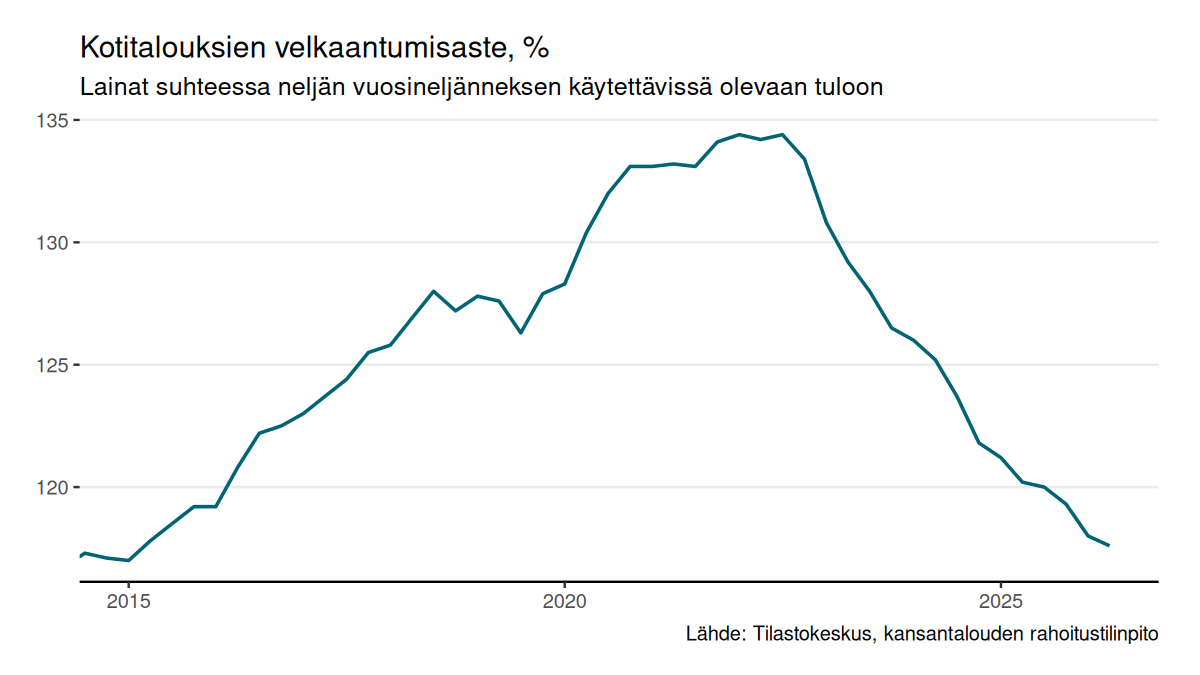 Kotitalouksien velkaantumisaste, %
Lainat suhteessa neljän vuosineljänneksen käytettävissä olevaan tuloon
135
130
125
120
2015 2020 2025
Lähde: Tilastokeskus, kansantalouden rahoitustilinpito